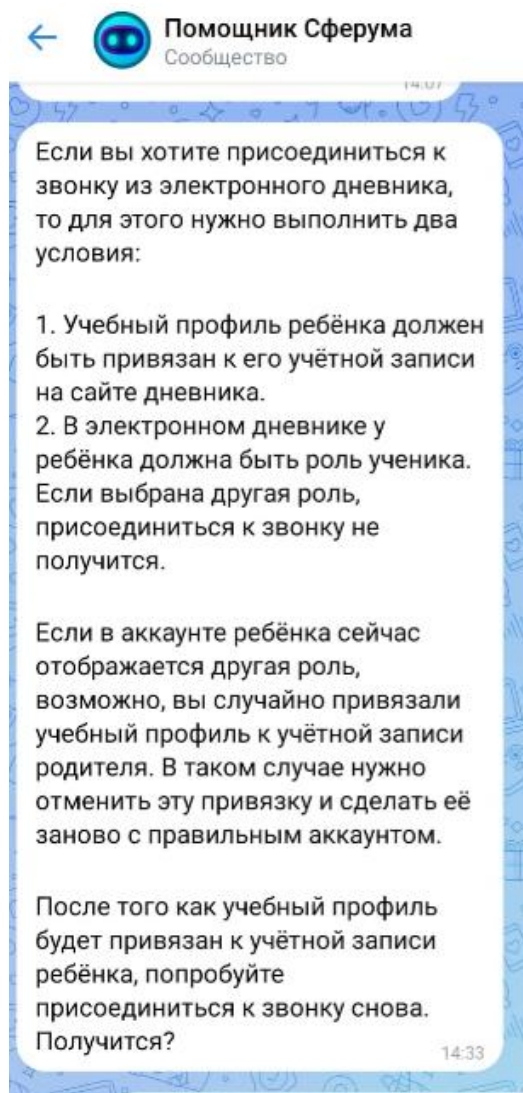 Помощник Сферума
Сообщество
14:07
Если вы хотите присоединиться к
звонку из электронного дневника,
то для этого нужно выполнить два
условия:
1. Учебный профиль ребёнка должен
быть привязан к его учётной записи
на сайте дневника.
2. В электронном дневнике у
ребёнка должна быть роль ученика.
Если выбрана другая роль,
присоединиться к звонку не
получится.
Если в аккаунте ребёнка сейчас
отображается другая роль,
возможно, вы случайно привязали
учебный профиль к учётной записи
родителя. В таком случае нужно
отменить эту привязку и сделать её
заново с правильным аккаунтом.
После того как учебный профиль
будет привязан к учётной записи
ребёнка, попробуйте
присоединиться к звонку снова.
Получится?
14:33